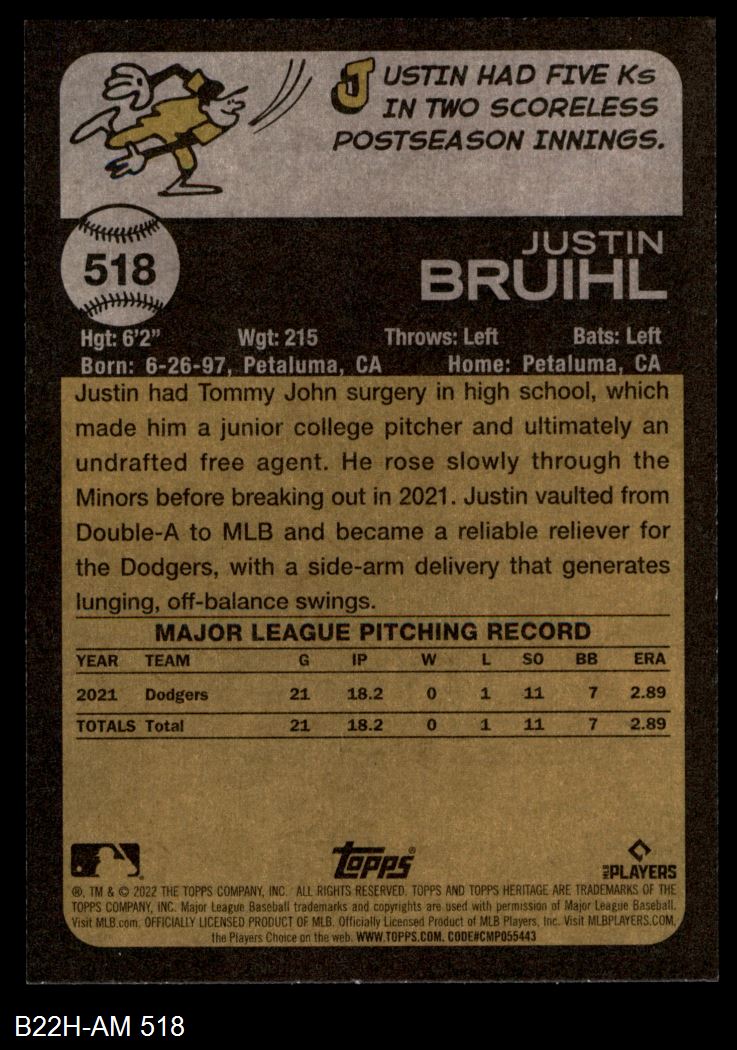 JUSTIN HAD FIVE Ks
IN TWO SCORELESS
POSTSEASON INNINGS.
518
JUSTIN
BRUIHL
Hgt: 6'2" Wgt: 215 Throws: Left Bats: Left
Born: 6-26-97, Petaluma, CA Home: Petaluma, CA
Justin had Tommy John surgery in high school, which
made him a junior college pitcher and ultimately an
undrafted free agent. He rose slowly through the
Minors before breaking out in 2021. Justin vaulted from
Double-A to MLB and became a reliable reliever for
the Dodgers, with a side-arm delivery that generates
lunging, off-balance swings.
MAJOR LEAGUE PITCHING RECORD
YEAR TEAM G IP W L SO BB ERA
2021 Dodgers 21 18.2 0 1 11 7 2.89
TOTALS Total 21 18.2 0 1 11 7 2.89
Topps
MLB PLAYERS
®, TM & © 2022 THE TOPPS COMPANY, INC. ALL RIGHTS RESERVED. TOPPS AND TOPPS HERITAGE ARE TRADEMARKS OF THE
TOPPS COMPANY, INC. Major League Baseball trademarks and copyrights are used with permission of Major League Baseball.
Visit MLB.com. OFFICIALLY LICENSED PRODUCT OF MLB. Officially Licensed Product of MLB Players, Inc. Visit MLBPLAYERS.COM,
the Players Choice on the web. WWW.TOPPS.COM. CODE#CMP055443
B22H-AM 518